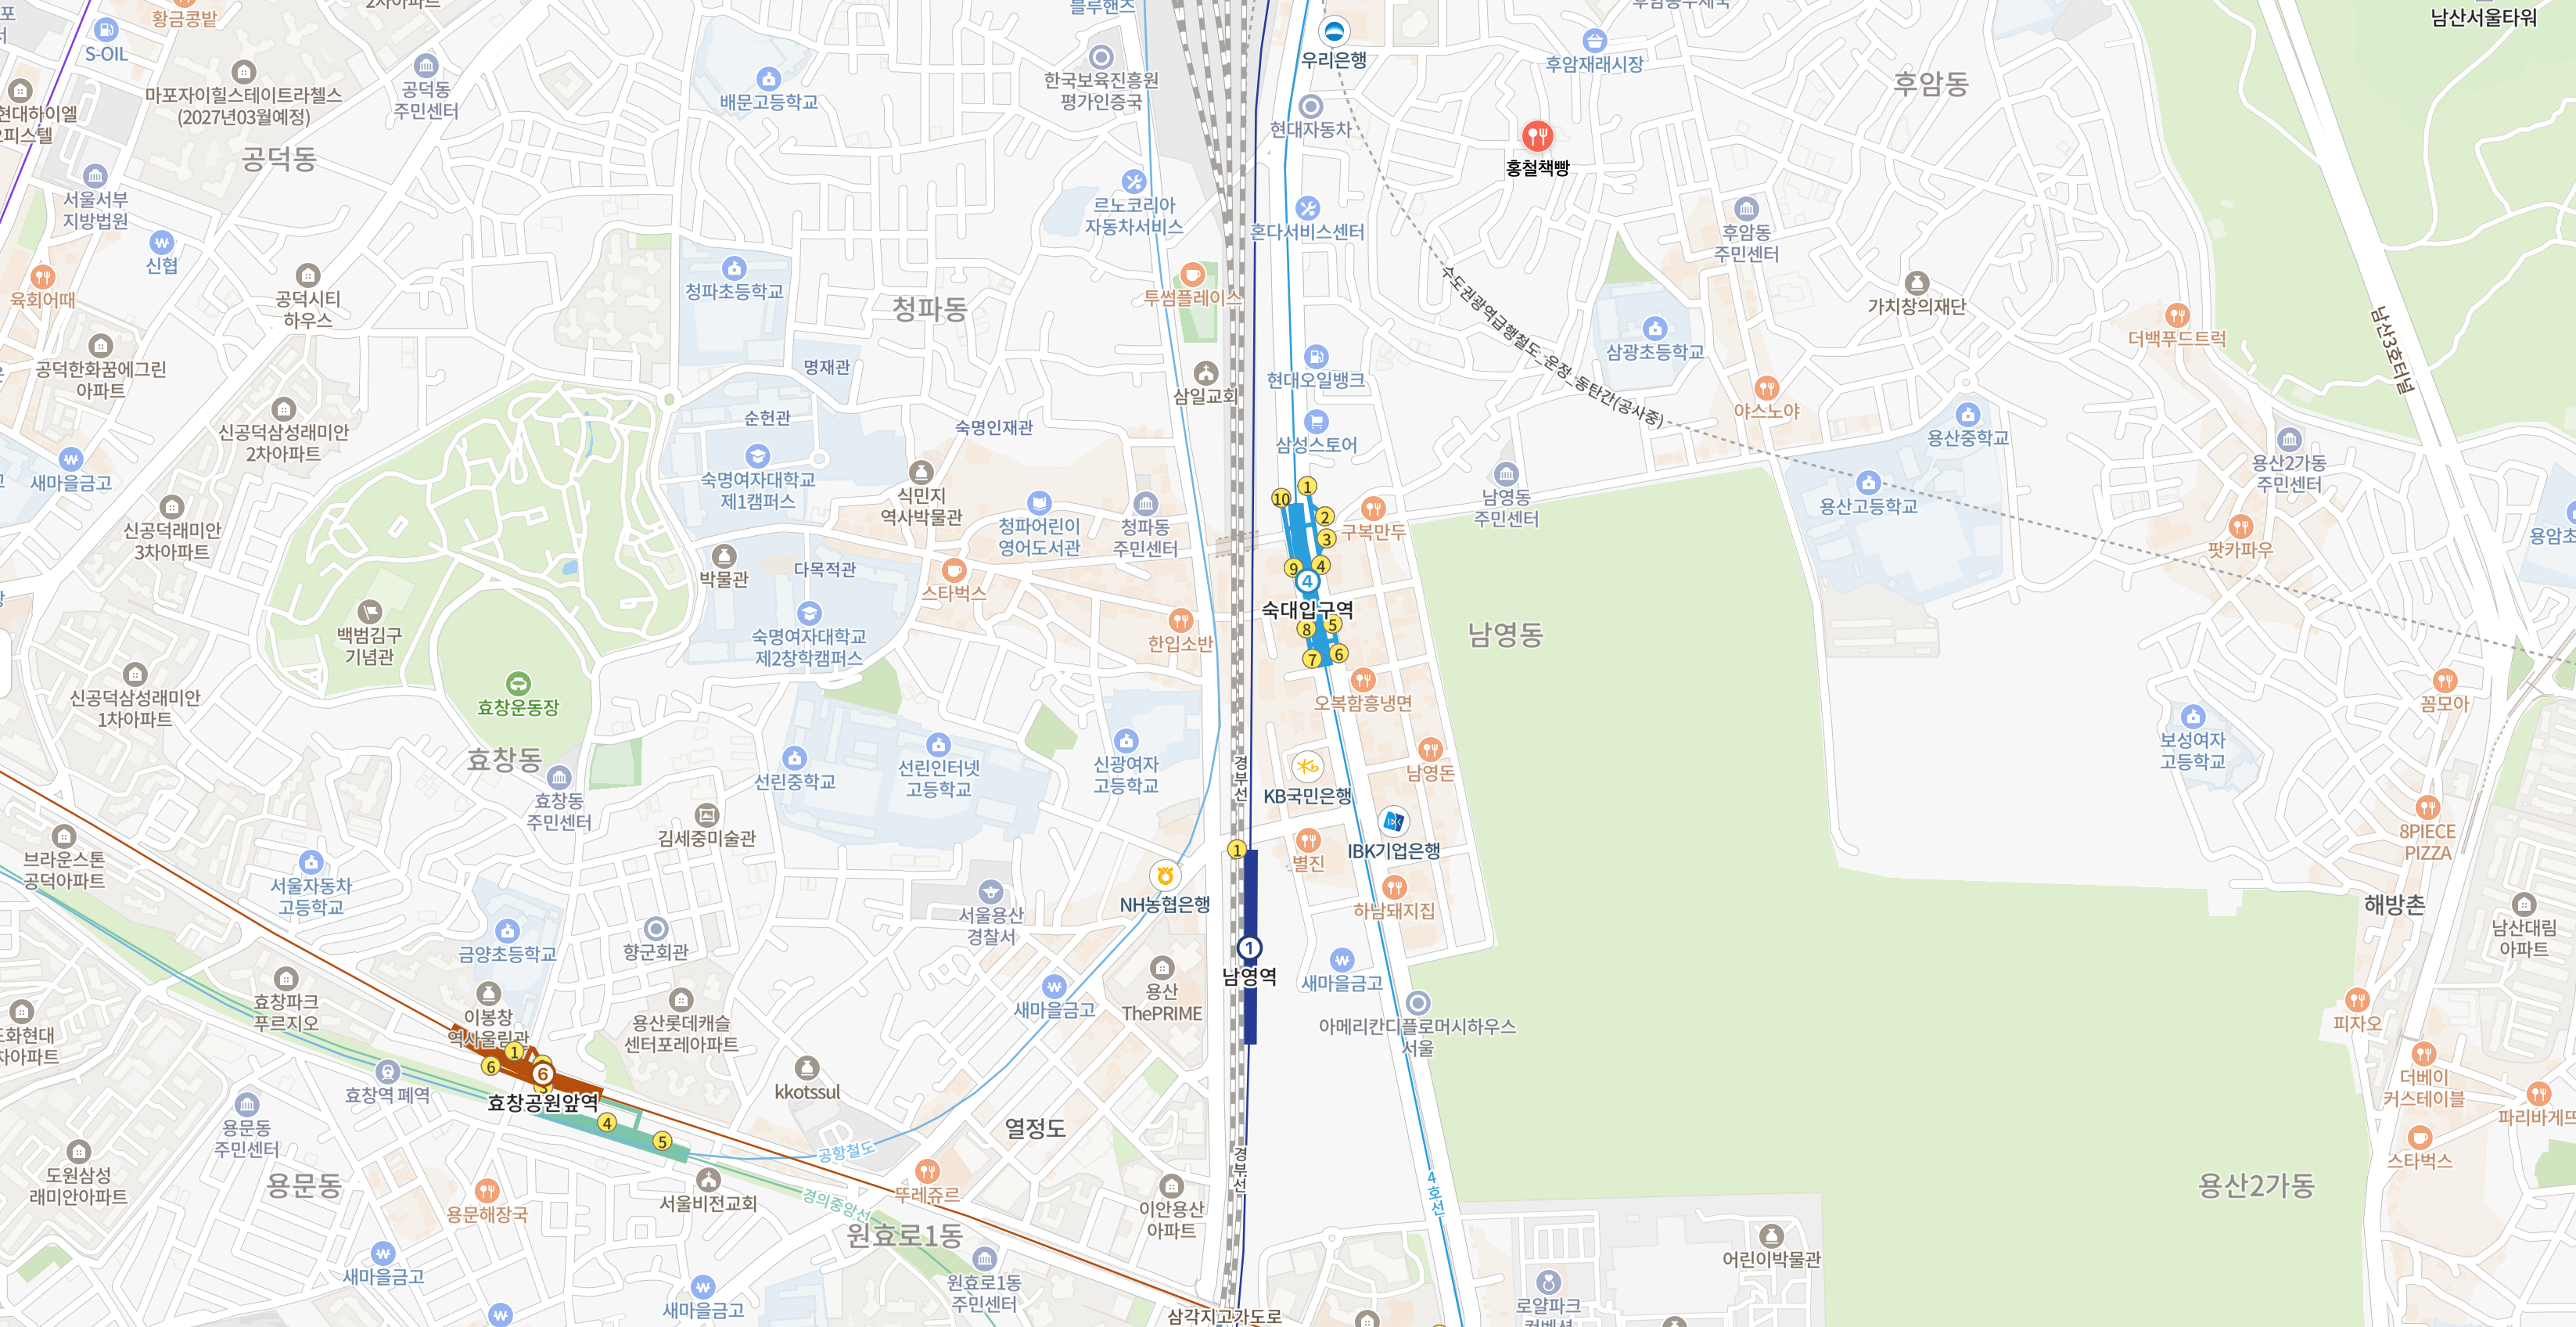 황금콩밭
2차아파트
블루핸즈
우리은행
남산서울타워
S-OIL
마포자이힐스테이트라첼스
(2027년03월예정)
공덕동
주민센터
배문고등학교
한국보육진흥원
평가인증국
후암재래시장
후암동
현대하이엘
공덕동
현대자동차
홍철책빵
서울서부
지방법원
르노코리아
자동차서비스
혼다서비스센터
후암동
주민센터
신협
육회어때
공덕시티
하우스
청파초등학교
청파동
투썸플레이스
수도권광역급행철도_운정_동탄간(공사중)
가치창의재단
남산3호터널
더백푸드트럭
공덕한화꿈에그린
아파트
명재관
삼일교회
현대오일뱅크
삼광초등학교
야스노야
신공덕삼성래미안
2차아파트
순헌관
숙명인재관
삼성스토어
용산중학교
새마을금고
숙명여자대학교
제1캠퍼스
식민지
역사박물관
청파어린이
영어도서관
청파동
주민센터
10
1
2
3
4
9
구복만두
남영동
주민센터
용산고등학교
용산2가동
주민센터
신공덕래미안
3차아파트
박물관
다목적관
스타벅스
팟카파우
4
숙대입구역
백범김구
기념관
숙명여자대학교
제2창학캠퍼스
한입소반
8
5
7
6
남영동
신공덕삼성래미안
1차아파트
효창운동장
오복함흥냉면
꼼모아
효창동
효창동
주민센터
선린중학교
선린인터넷
고등학교
신광여자
고등학교
경부선
KB국민은행
남영돈
보성여자
고등학교
브라운스톤
공덕아파트
김세중미술관
1
별진
IBK기업은행
8PIECE
PIZZA
서울자동차
고등학교
NH농협은행
하남돼지집
해방촌
금양초등학교
향군회관
서울용산
경찰서
1
남영역
새마을금고
남산대림
아파트
효창파크
푸르지오
이봉창
역사울림관
용산롯데캐슬
센터포레아파트
새마을금고
용산
ThePRIME
아메리칸디플로머시하우스
서울
피자오
1
6
6
효창공원앞역
4
5
효창역 폐역
kkotssul
열정도
더베이
커스테이블
용문동
주민센터
도원삼성
래미안아파트
용문동
공항철도
경부선
4호선
스타벅스
용산2가동
용문해장국
서울비전교회
경의중앙선
뚜레쥬르
원효로1동
이안용산
아파트
어린이박물관
새마을금고
새마을금고
원효로1동
주민센터
삼각지고가도로
로얄파크